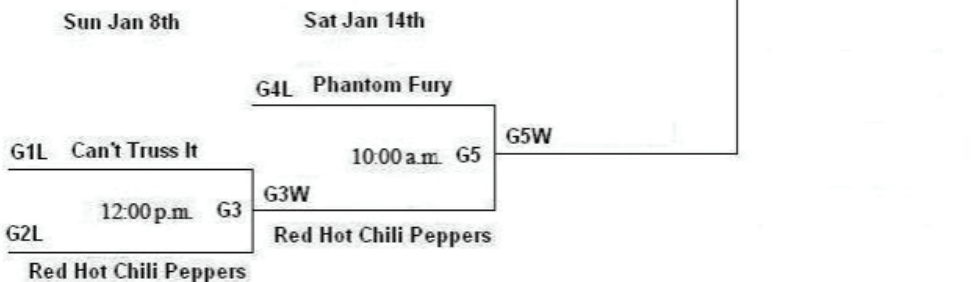 Sun Jan 8th
Sat Jan 14th
G4L Phantom Fury
G5W
10:00 a.m. G5
G1L Can't Truss It
G3W
12:00 p.m. G3
G2L
Red Hot Chili Peppers
Red Hot Chili Peppers